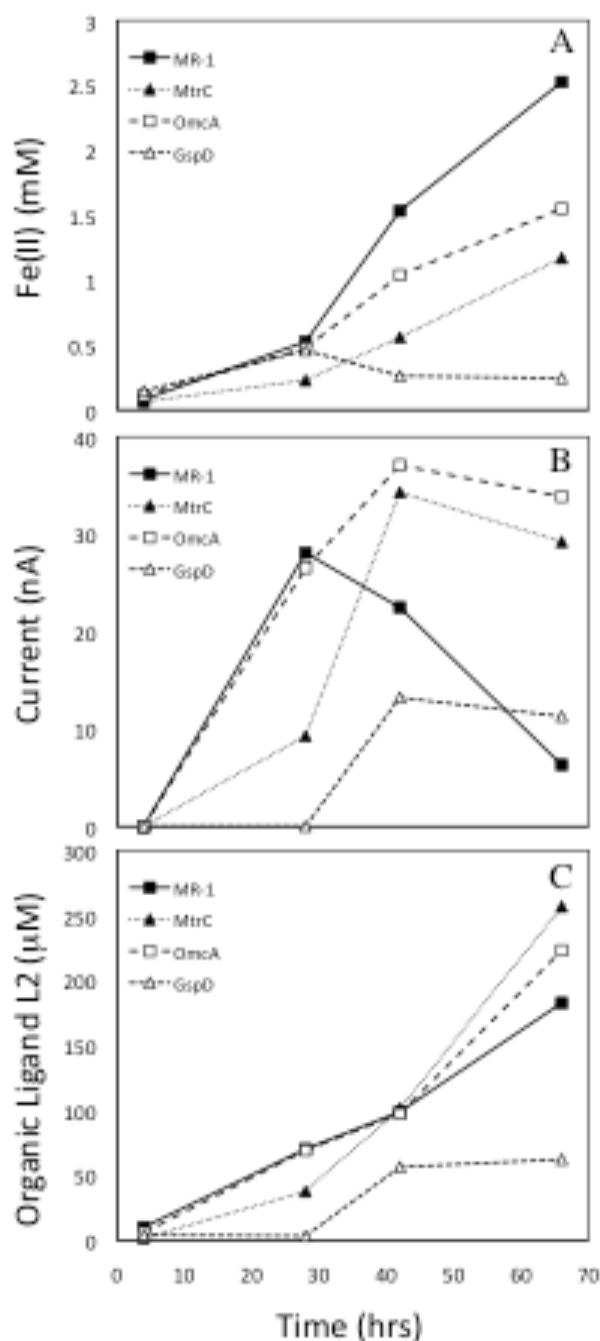 A
MR-1
MtrC
OmcA
GspD
Fe(II) (mM)
3
2.5
2
1.5
1
0.5
0
B
MR-1
MtrC
OmcA
GspD
Current (nA)
40
30
20
10
0
C
MR-1
MtrC
OmcA
GspD
Organic Ligand L2 (μM)
300
250
200
150
100
50
0
0 10 20 30 40 50 60 70
Time (hrs)